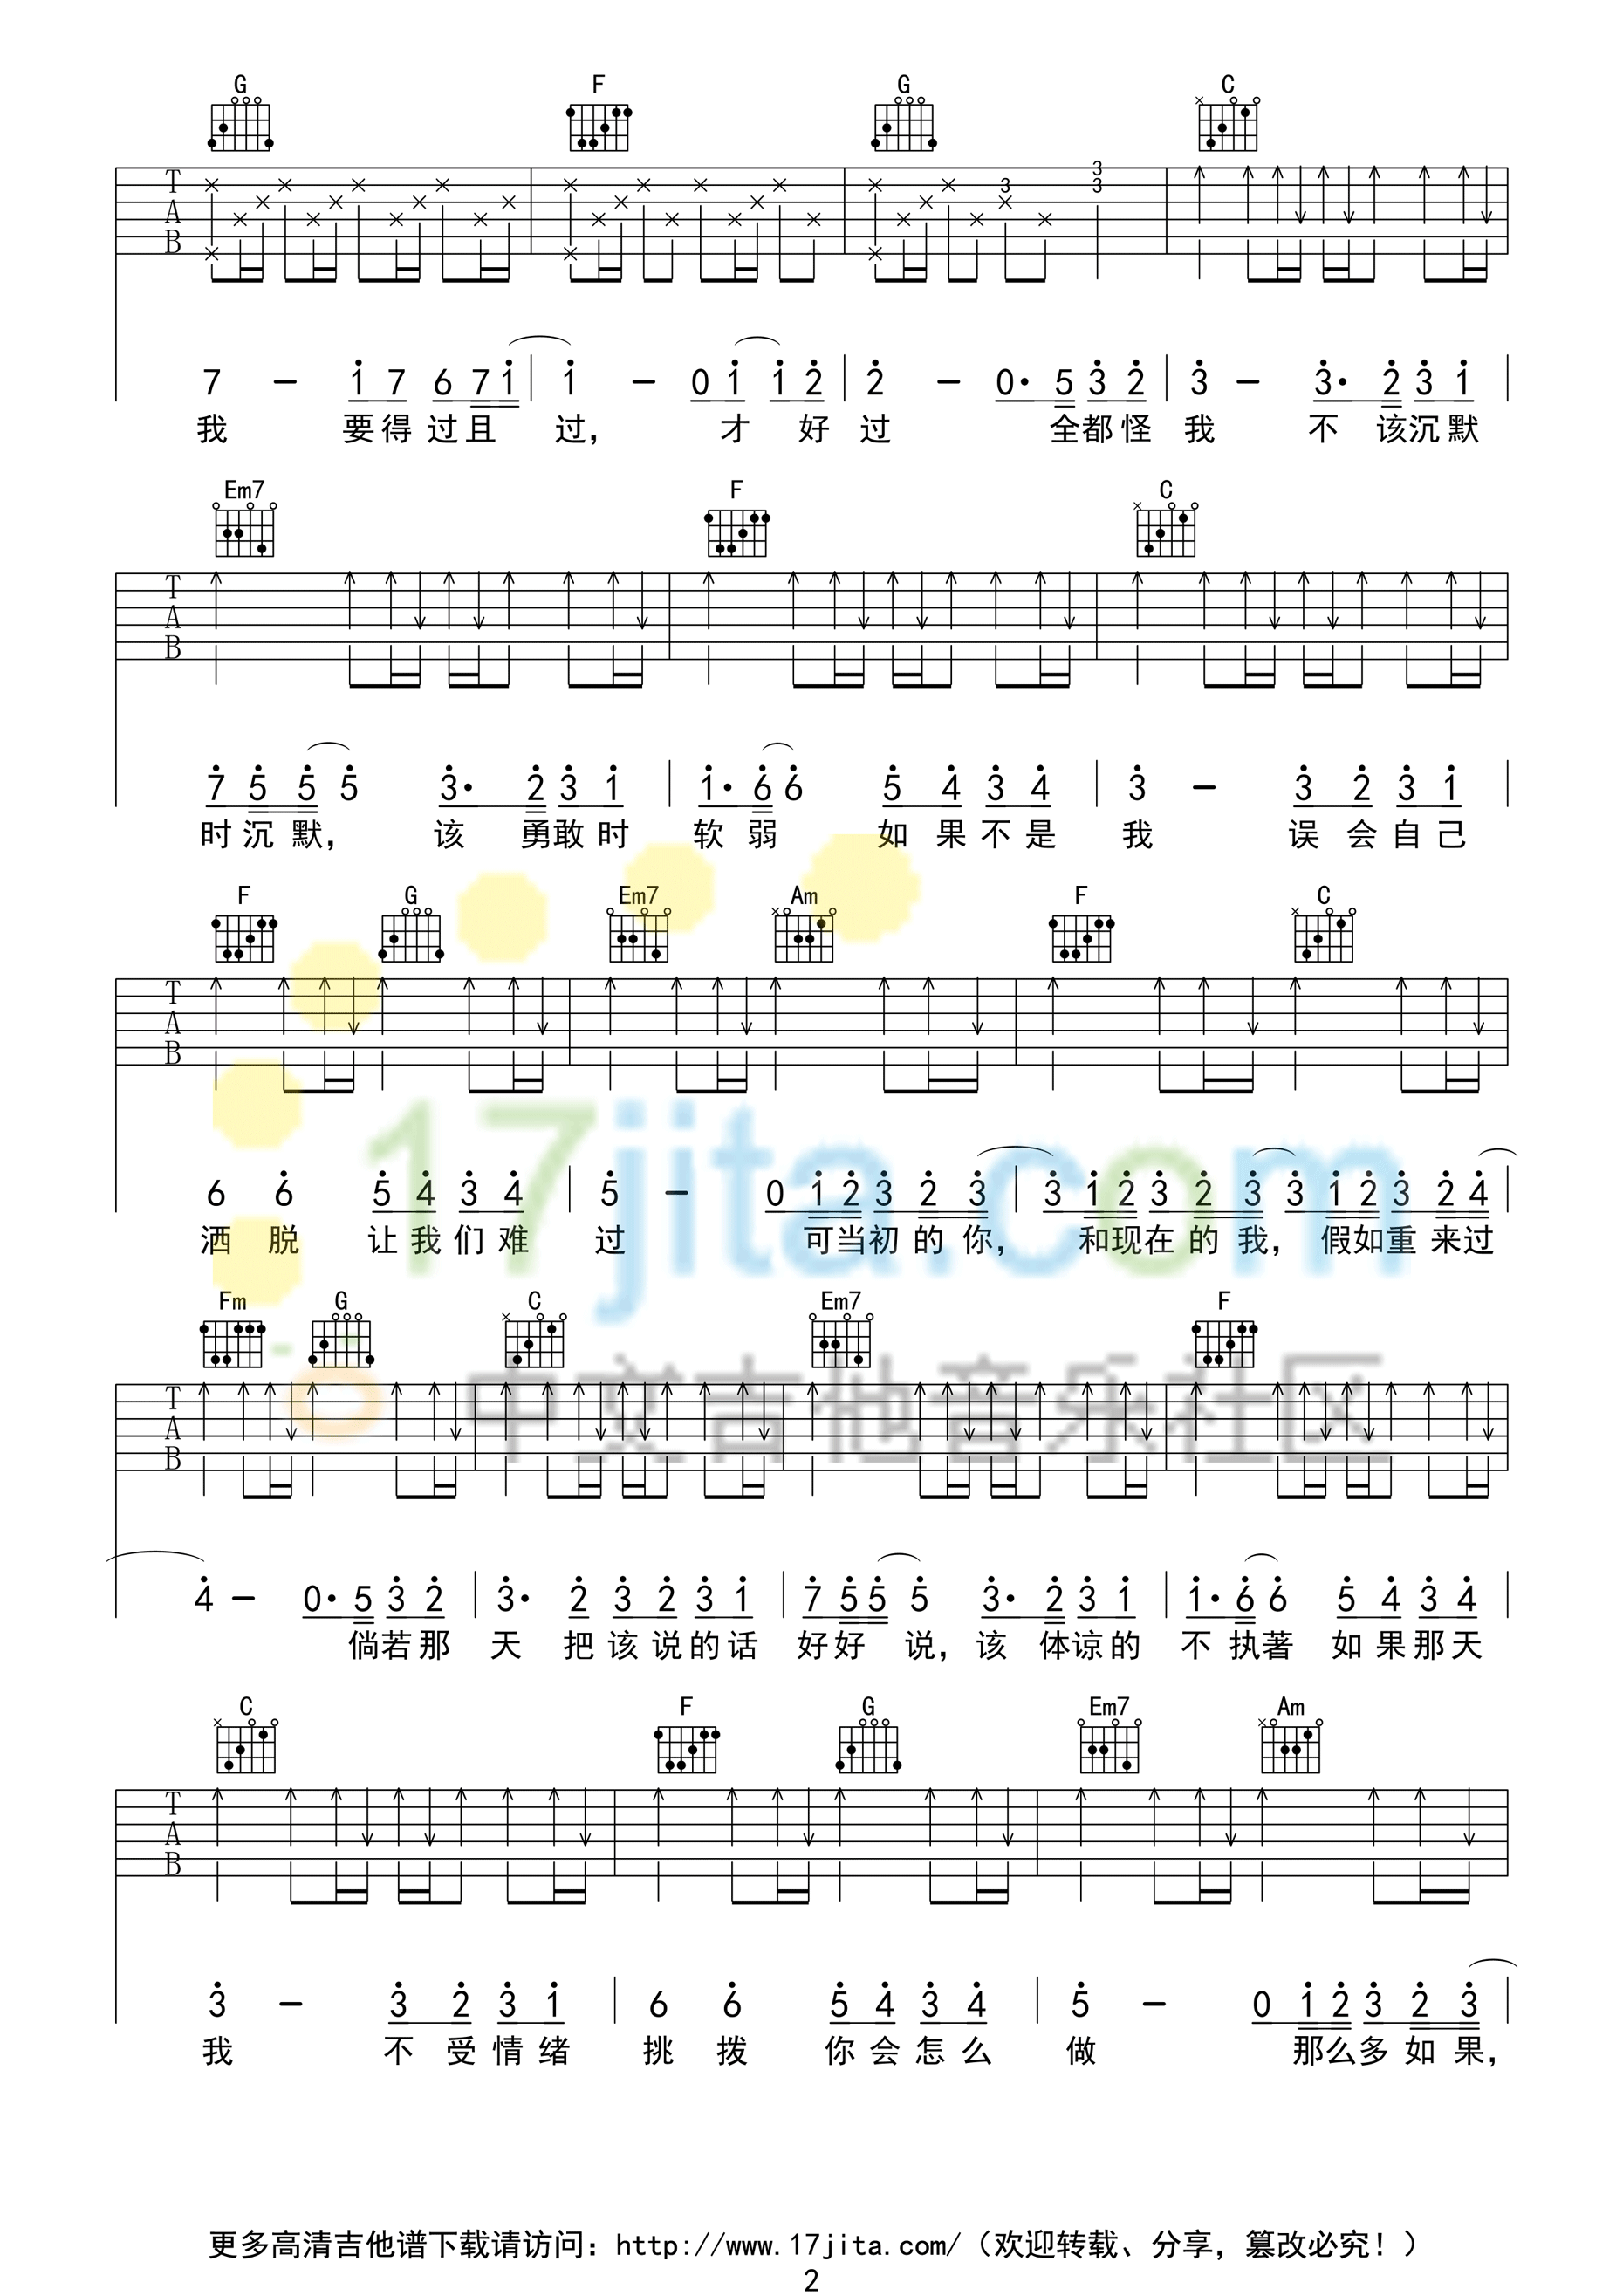 G F G C
T A B
3 3 3
7 – 1 7 6 7 1 | 1 – 0 1 1 2 | 2 – 0· 5 3 2 | 3 – 3· 2 3 1 |
我 要得过且 过, 才 好 过 全都怪 我 不 该沉默
Em7 F C
T A B
7 5 5 5 3· 2 3 1 | 1· 6 6 5 4 3 4 | 3 – 3 2 3 1 |
时沉默, 该 勇敢时 软 弱 如果不是 我 误会自己
F G Em7 Am F C
T A B
6 6 5 4 3 4 | 5 – 0 1 2 3 2 3 | 3 1 2 3 2 3 3 1 2 3 2 4 |
洒 脱 让我们难 过 可当初的你, 和现在的我, 假如重来过
17jita.com
Fm G C Em7 F
中文吉他音乐社区
T A B
4 – 0· 5 3 2 | 3· 2 3 2 3 1 | 7 5 5 5 3· 2 3 1 | 1· 6 6 5 4 3 4 |
倘若那 天 把该说的话 好好 说, 该 体谅的 不 执著 如果那天
C F G Em7 Am
T A B
3 – 3 2 3 1 | 6 6 5 4 3 4 | 5 – 0 1 2 3 2 3 |
我 不受情绪 挑 拨 你会怎么 做 那么多如果,
更多高清吉他谱下载请访问：http://www.17jita.com/（欢迎转载、分享，篡改必究！）
2